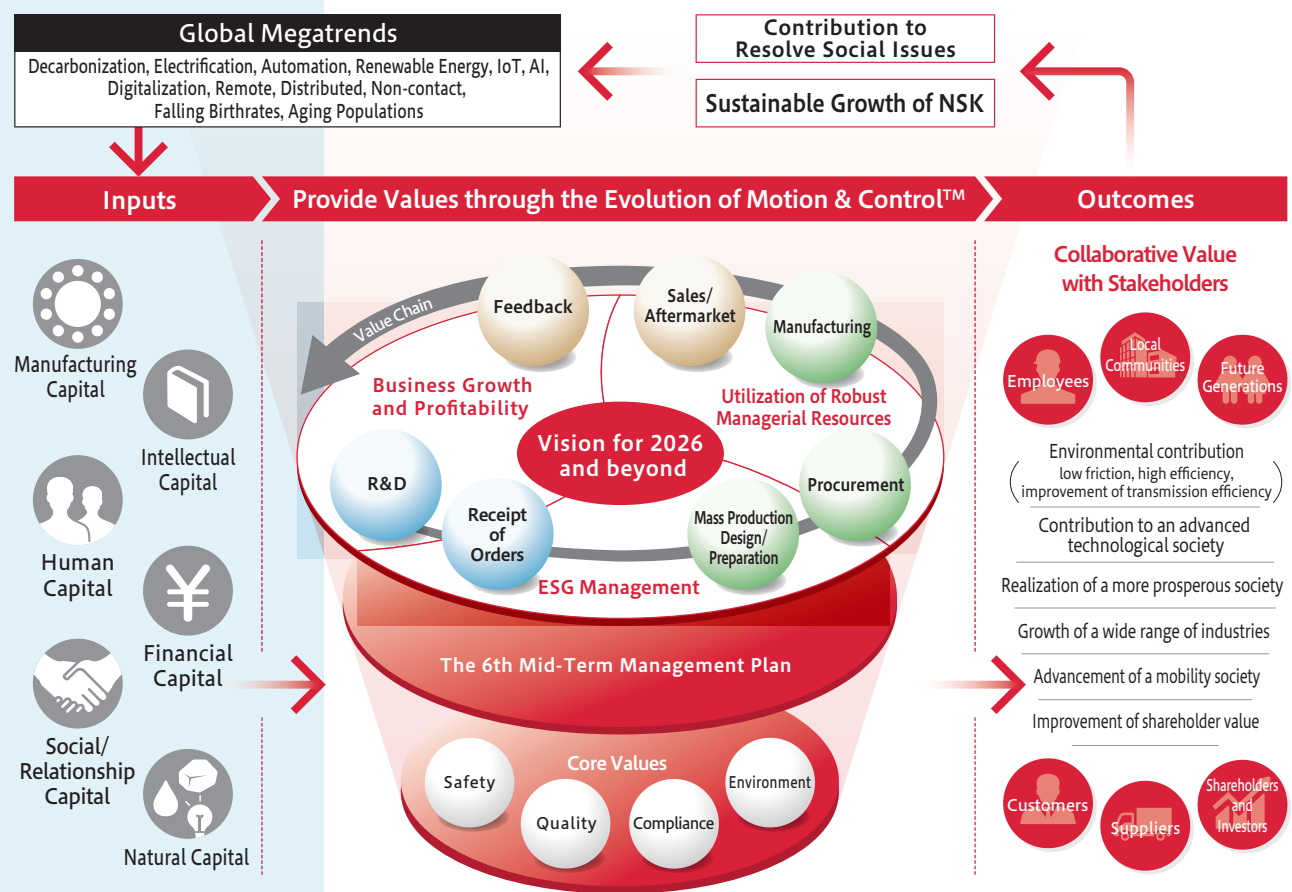 Global Megatrends
Decarbonization, Electrification, Automation, Renewable Energy, IoT, AI,
Digitalization, Remote, Distributed, Non-contact,
Falling Birthrates, Aging Populations
Contribution to
Resolve Social Issues
Sustainable Growth of NSK
Inputs
Provide Values through the Evolution of Motion & Control™
Outcomes
Manufacturing
Capital
Intellectual
Capital
Human
Capital
Financial
Capital
Social/
Relationship
Capital
Natural Capital
Value Chain
Feedback
Sales/
Aftermarket
Manufacturing
Business Growth
and Profitability
Utilization of Robust
Managerial Resources
Vision for 2026
and beyond
R&D
Receipt
of
Orders
Mass Production
Design/
Preparation
Procurement
ESG Management
The 6th Mid-Term Management Plan
Core Values
Safety
Quality
Compliance
Environment
Collaborative Value
with Stakeholders
Employees
Local
Communities
Future
Generations
Environmental contribution
(low friction, high efficiency,
improvement of transmission efficiency)
Contribution to an advanced
technological society
Realization of a more prosperous society
Growth of a wide range of industries
Advancement of a mobility society
Improvement of shareholder value
Customers
Suppliers
Shareholders
and
Investors